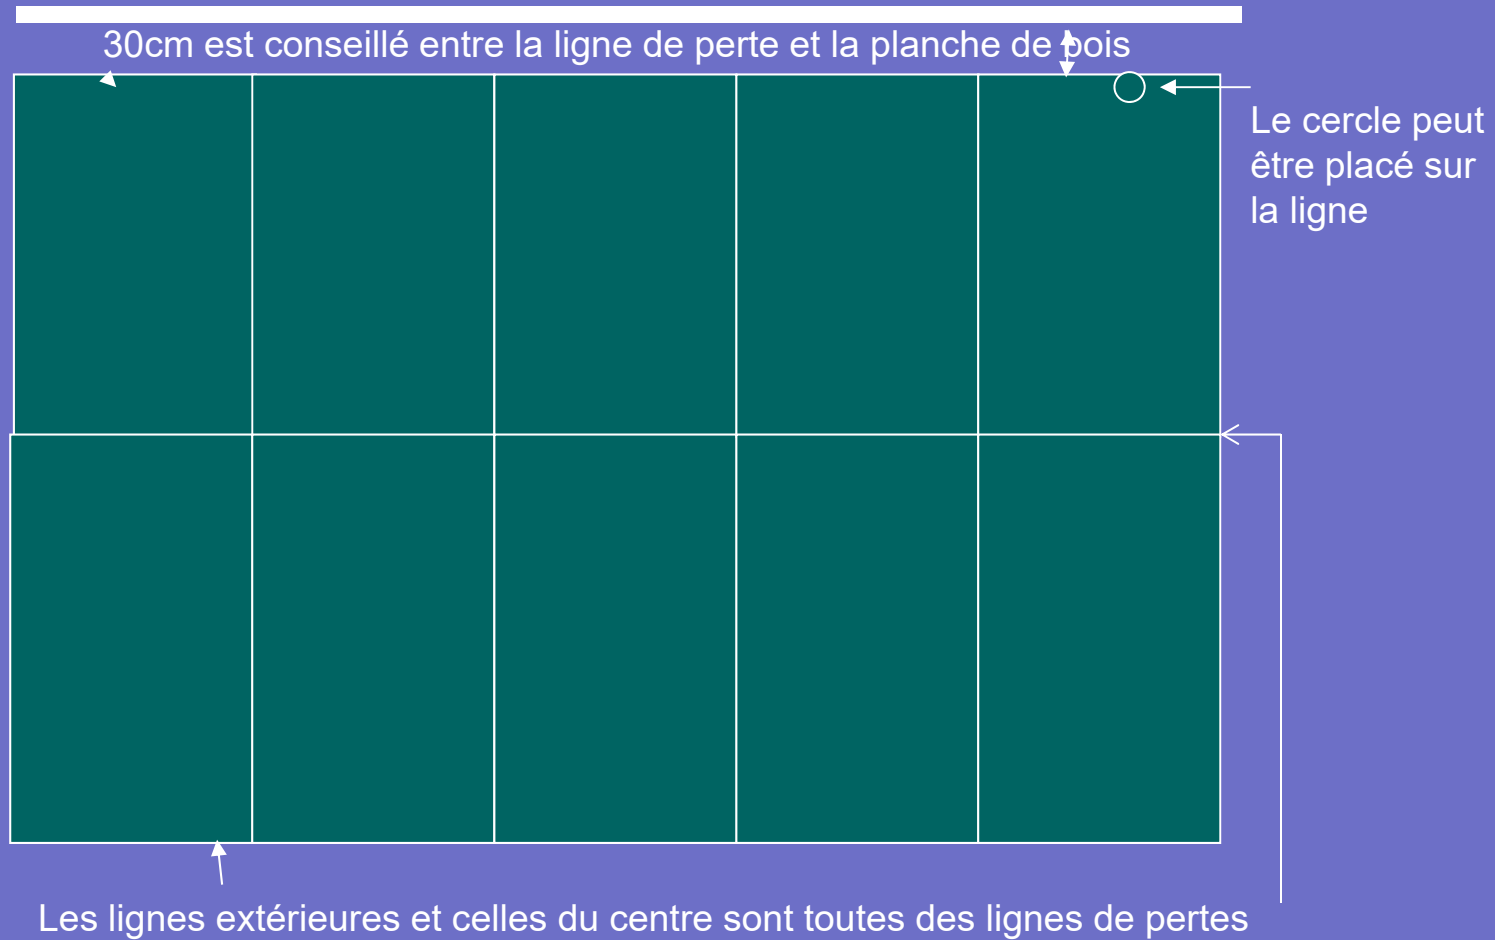 30cm est conseillé entre la ligne de perte et la planche de bois
Le cercle peut
être placé sur
la ligne
Les lignes extérieures et celles du centre sont toutes des lignes de pertes